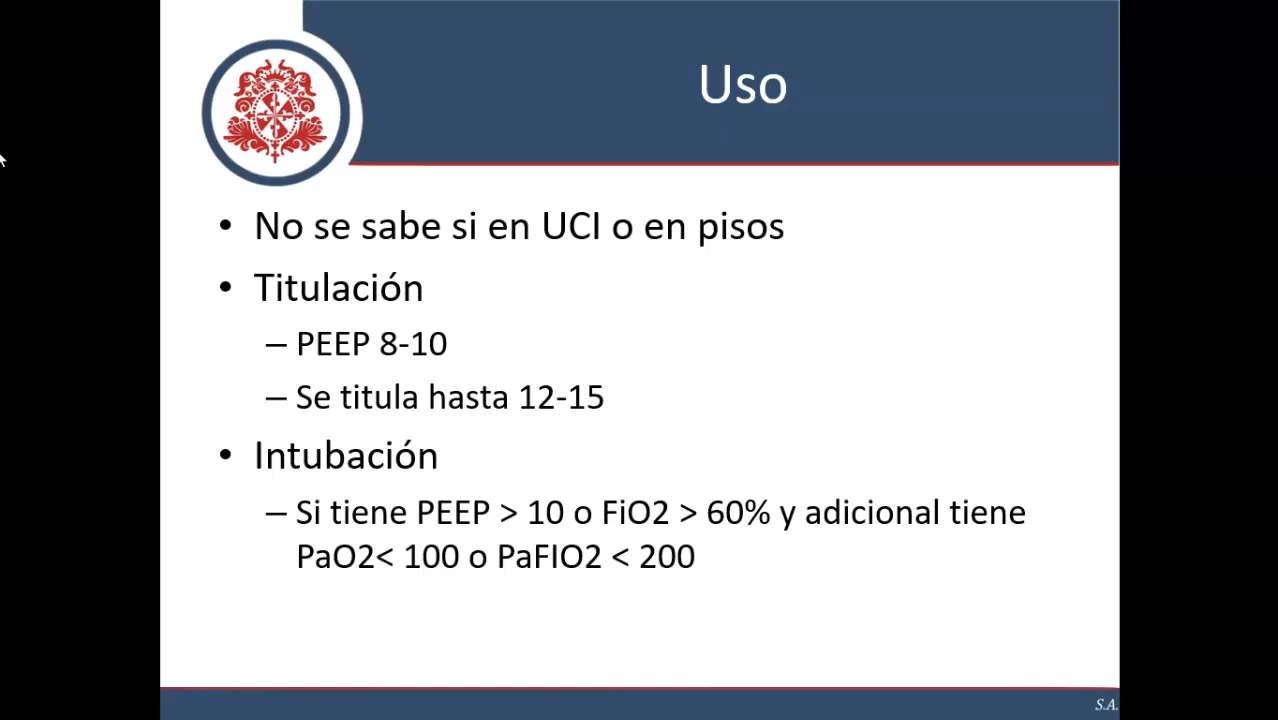 Uso
• No se sabe si en UCI o en pisos
• Titulación
– PEEP 8-10
– Se titula hasta 12-15
• Intubación
– Si tiene PEEP > 10 o FiO2 > 60% y adicional tiene
PaO2< 100 o PaFIO2 < 200
S.A.